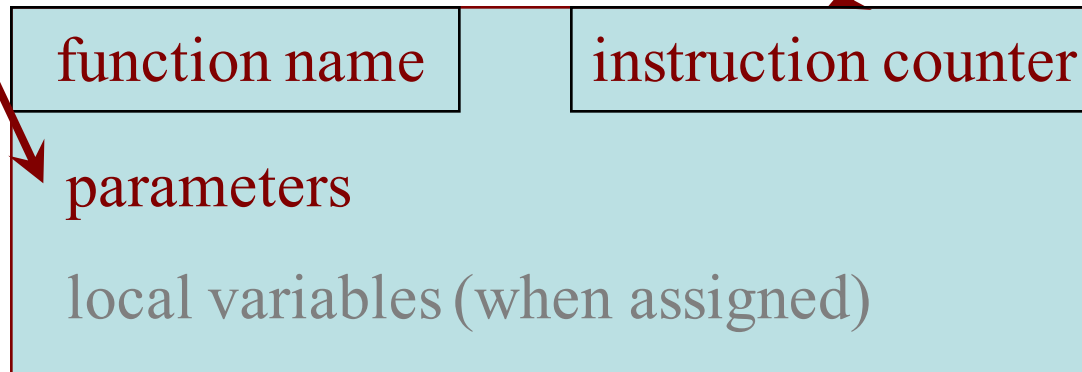 function name instruction counter
parameters
local variables (when assigned)